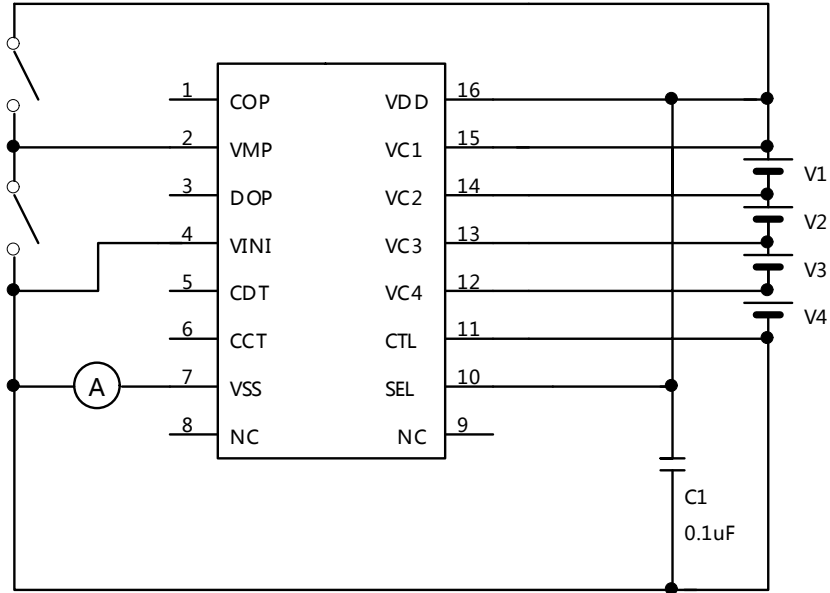 1 COP VDD 16
2 VMP VC1 15
V1
3 DOP VC2 14
V2
4 VINI VC3 13
V3
5 CDT VC4 12
V4
6 CCT CTL 11
A 7 VSS SEL 10
8 NC NC 9
C1
0.1uF